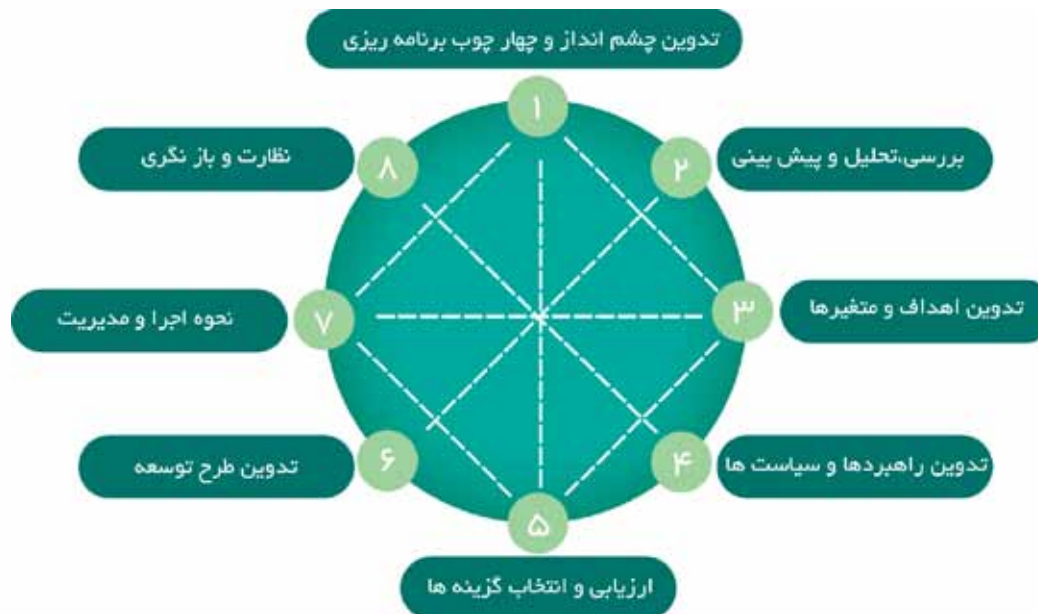 ۱
تدوین چشم انداز و چهار چوب برنامه ریزی
۲
بررسی،تحلیل و پیش بینی
۳
تدوین اهداف و متغیرها
۴
تدوین راهبردها و سیاست ها
۵
ارزیابی و انتخاب گزینه ها
۶
تدوین طرح توسعه
۷
نحوه اجرا و مدیریت
۸
نظارت و باز نگری